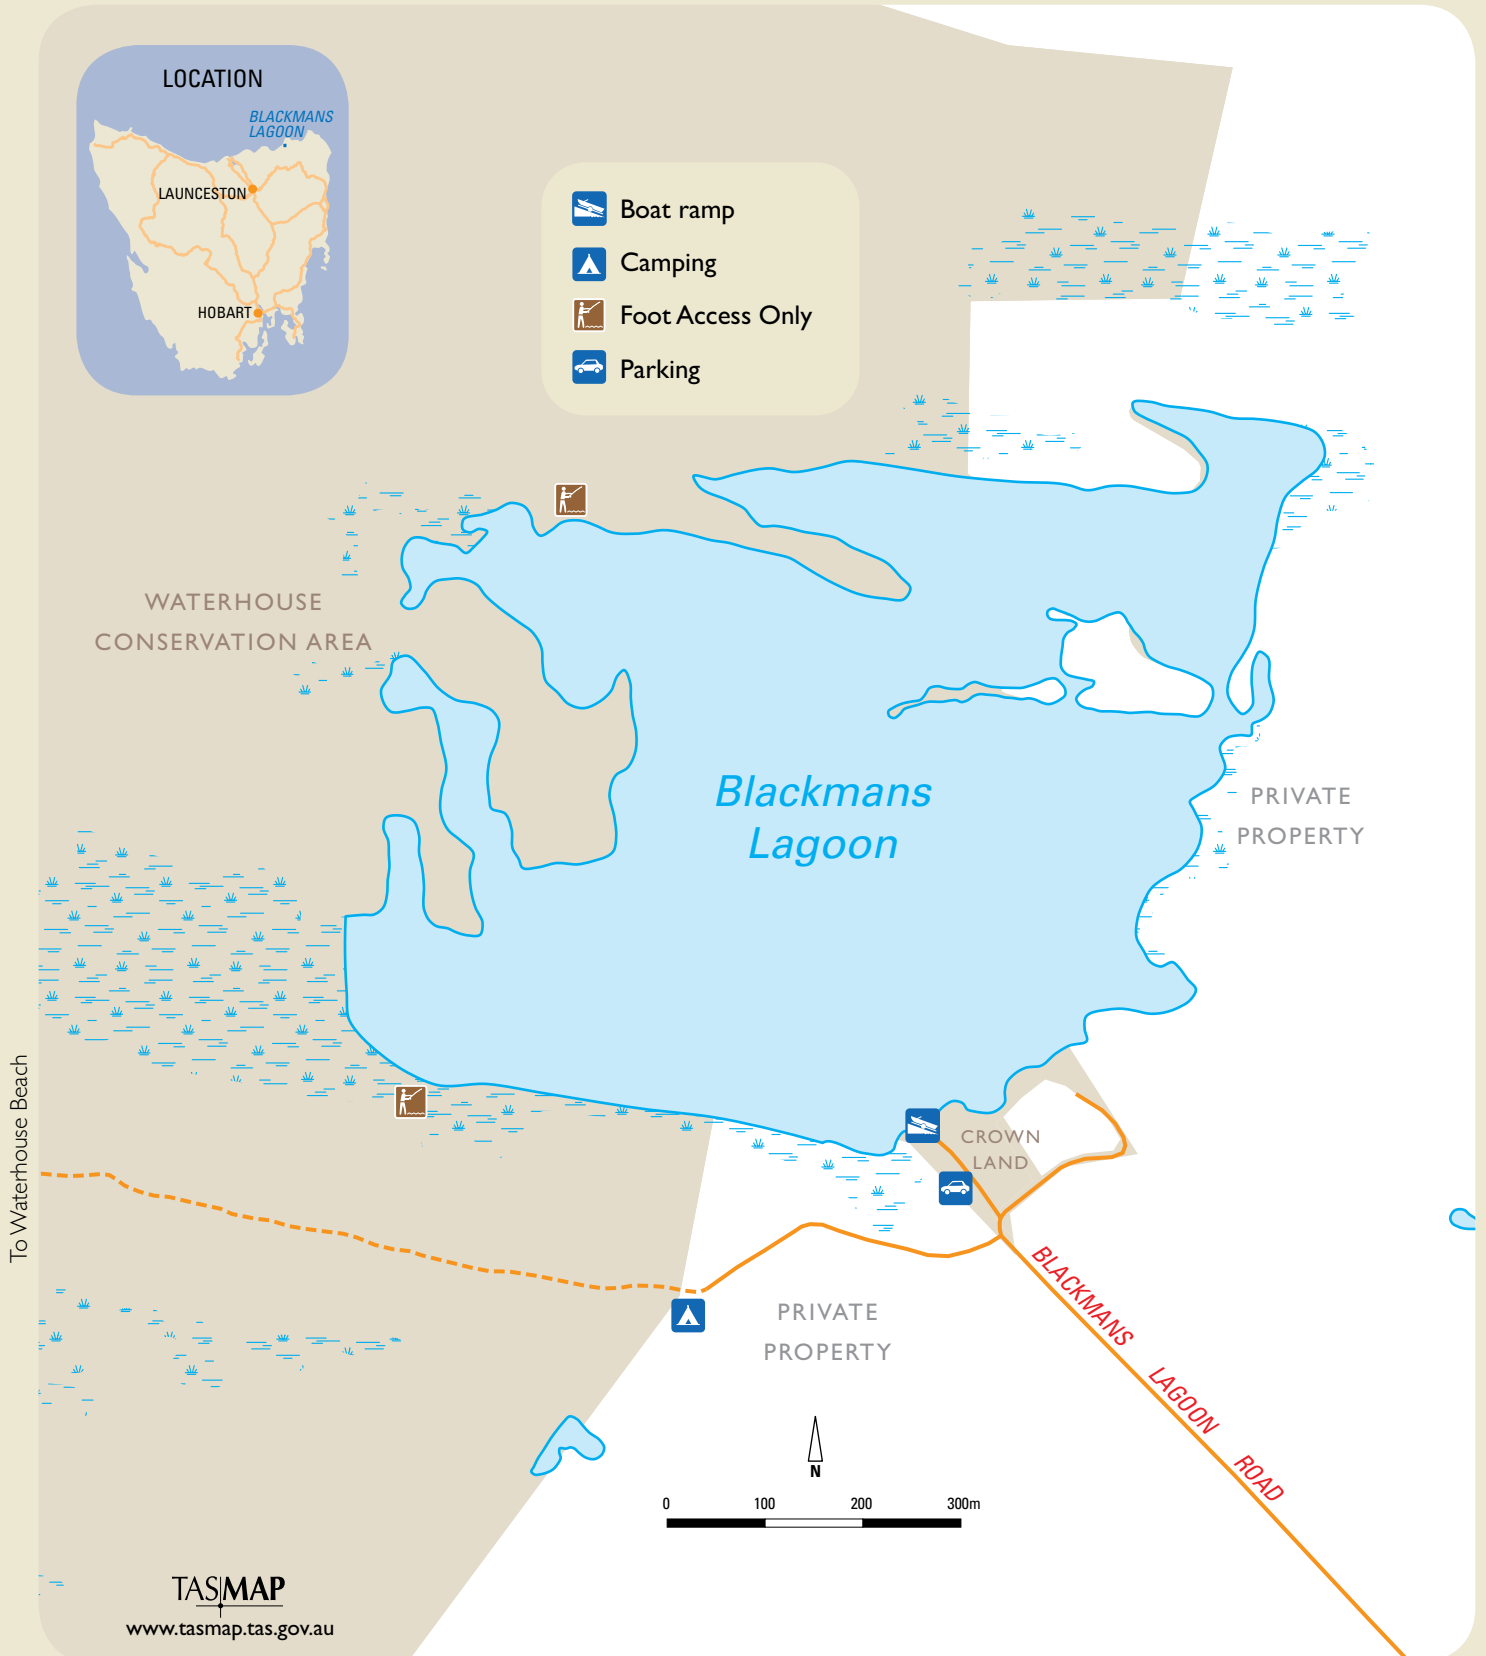 LOCATION
BLACKMANS
LAGOON
LAUNCESTON
HOBART
Boat ramp
Camping
Foot Access Only
Parking
WATERHOUSE
CONSERVATION AREA
Blackmans
Lagoon
PRIVATE
PROPERTY
To Waterhouse Beach
CROWN
LAND
BLACKMANS LAGOON ROAD
PRIVATE
PROPERTY
N
0 100 200 300m
TASMAP
www.tasmap.tas.gov.au